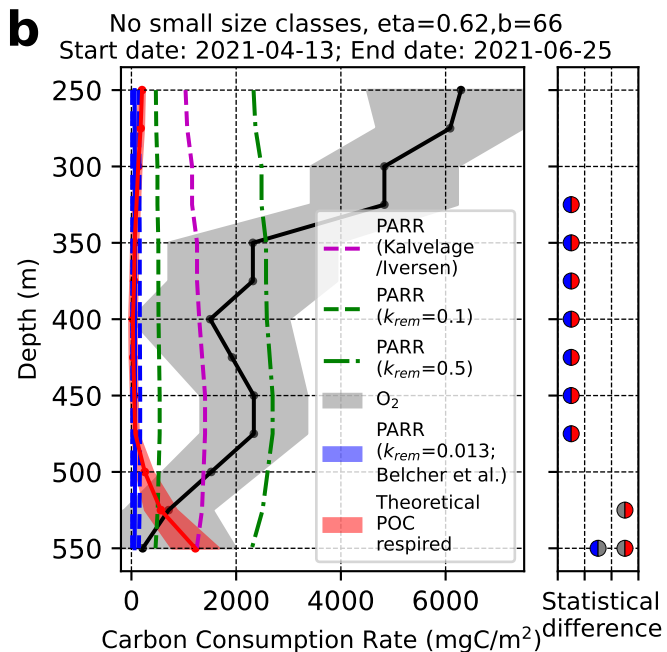 b
No small size classes, eta=0.62,b=66
Start date: 2021-04-13; End date: 2021-06-25
250
300
350
400
450
500
550
Depth (m)
PARR
(Kalvelage
/Iversen)
PARR
(k_rem=0.1)
PARR
(k_rem=0.5)
O₂
PARR
(k_rem=0.013;
Belcher et al.)
Theoretical
POC
respired
0 2000 4000 6000
Carbon Consumption Rate (mgC/m²)
Statistical
difference